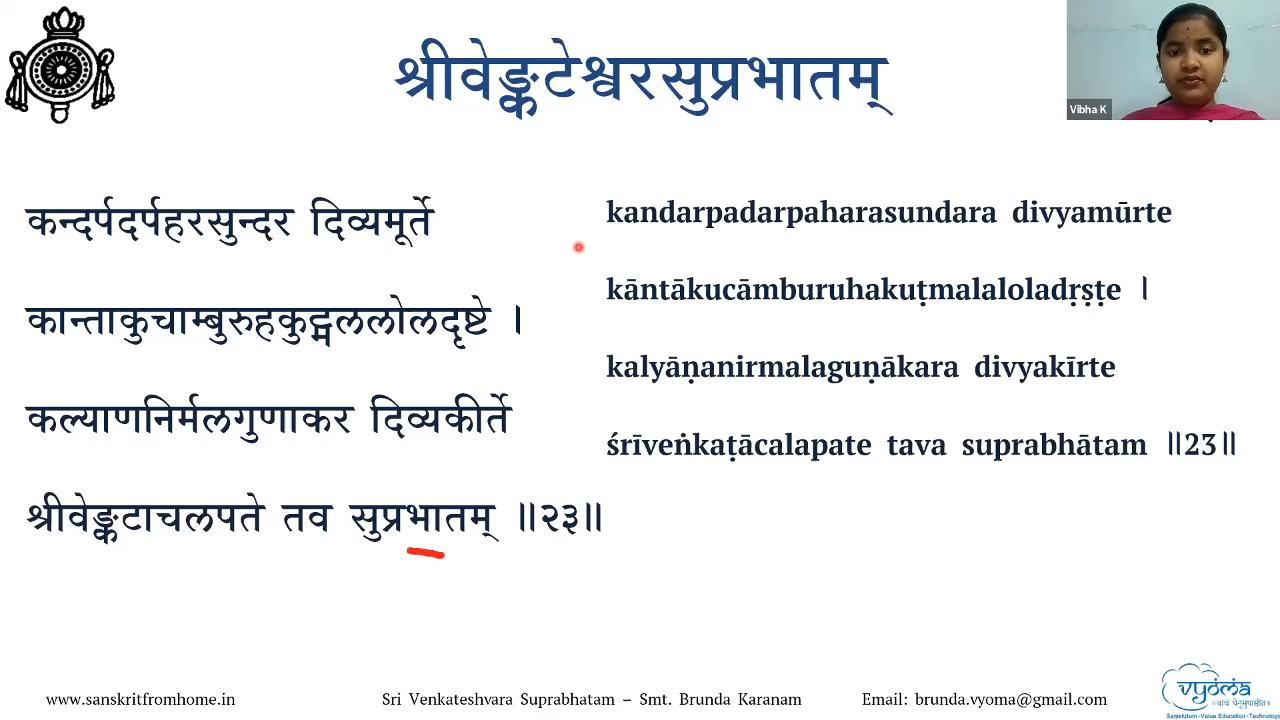 श्रीवेङ्कटेश्वरसुप्रभातम्
Vibha K
कन्दर्पदर्पहरसुन्दर दिव्यमूर्ते
कान्ताकुचाम्बुरुहकुट्मललोलदृष्टे ।
कल्याणनिर्मलगुणाकर दिव्यकीर्ते
श्रीवेङ्कटाचलपते तव सुप्रभातम् ॥२३॥
kandarpadarpaharasundara divyamūrte
kāntākucāmburuhakuṭmalaloladṛṣṭe ।
kalyāṇanirmalaguṇākara divyakīrte
śrīveṅkaṭācalapate tava suprabhātam ॥23॥
www.sanskritfromhome.in
Sri Venkateshvara Suprabhatam – Smt. Brunda Karanam
Email: brunda.vyoma@gmail.com
vyoma
॥वाचं धेनुमुपासीत॥
Saṃskṛtam -Value Education -Technology